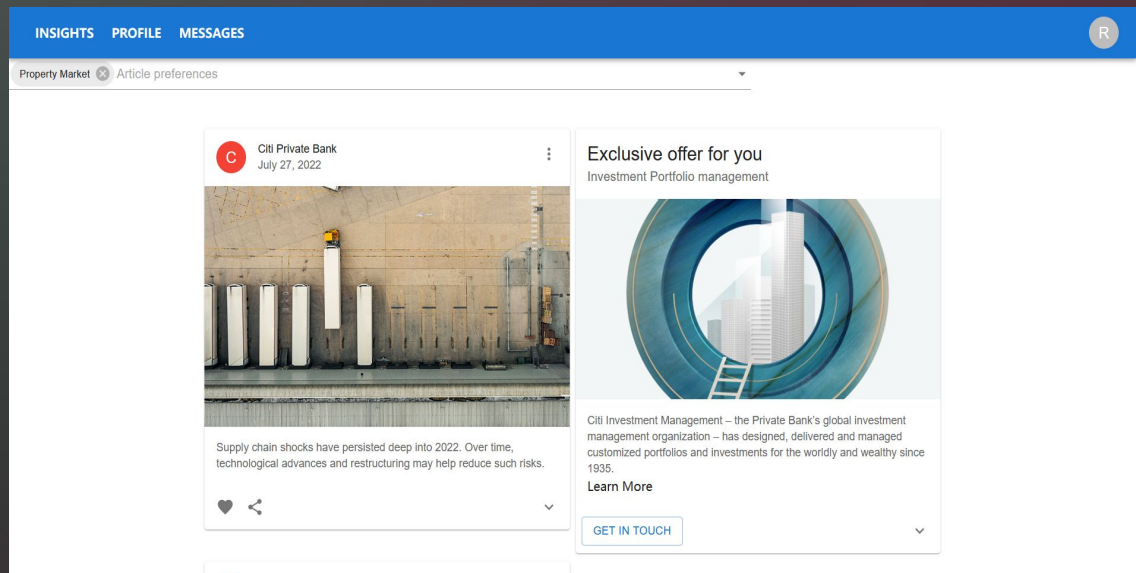 INSIGHTS PROFILE MESSAGES
R
Property Market Article preferences
C
Citi Private Bank
July 27, 2022
Supply chain shocks have persisted deep into 2022. Over time,
technological advances and restructuring may help reduce such risks.
Exclusive offer for you
Investment Portfolio management
Citi Investment Management – the Private Bank's global investment
management organization – has designed, delivered and managed
customized portfolios and investments for the worldly and wealthy since
1935.
Learn More
GET IN TOUCH